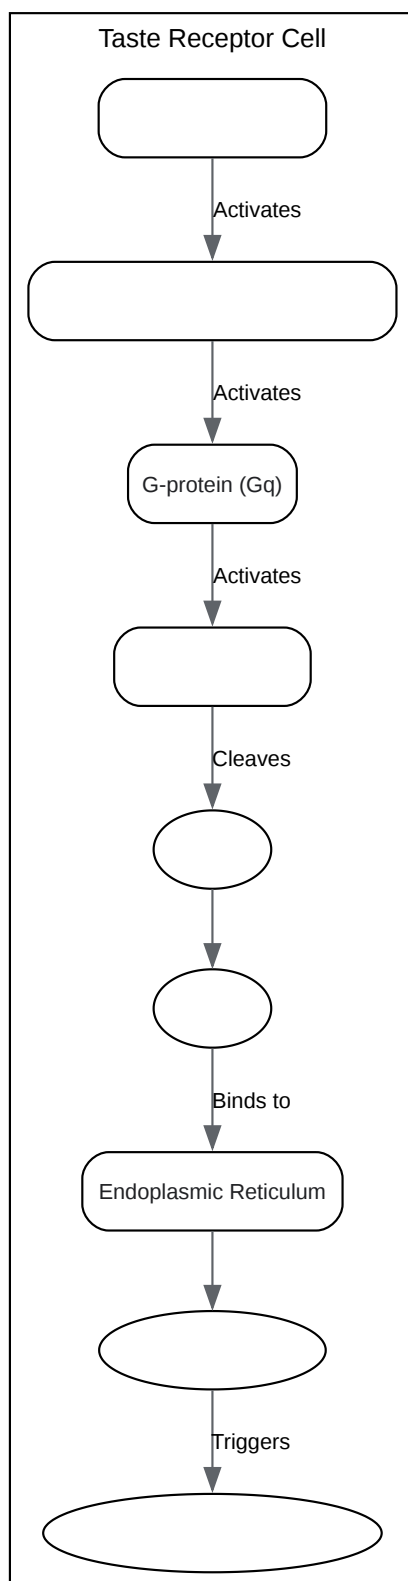 Taste Receptor Cell
Activates
Activates
G-protein (Gq)
Activates
Cleaves
Binds to
Endoplasmic Reticulum
Triggers